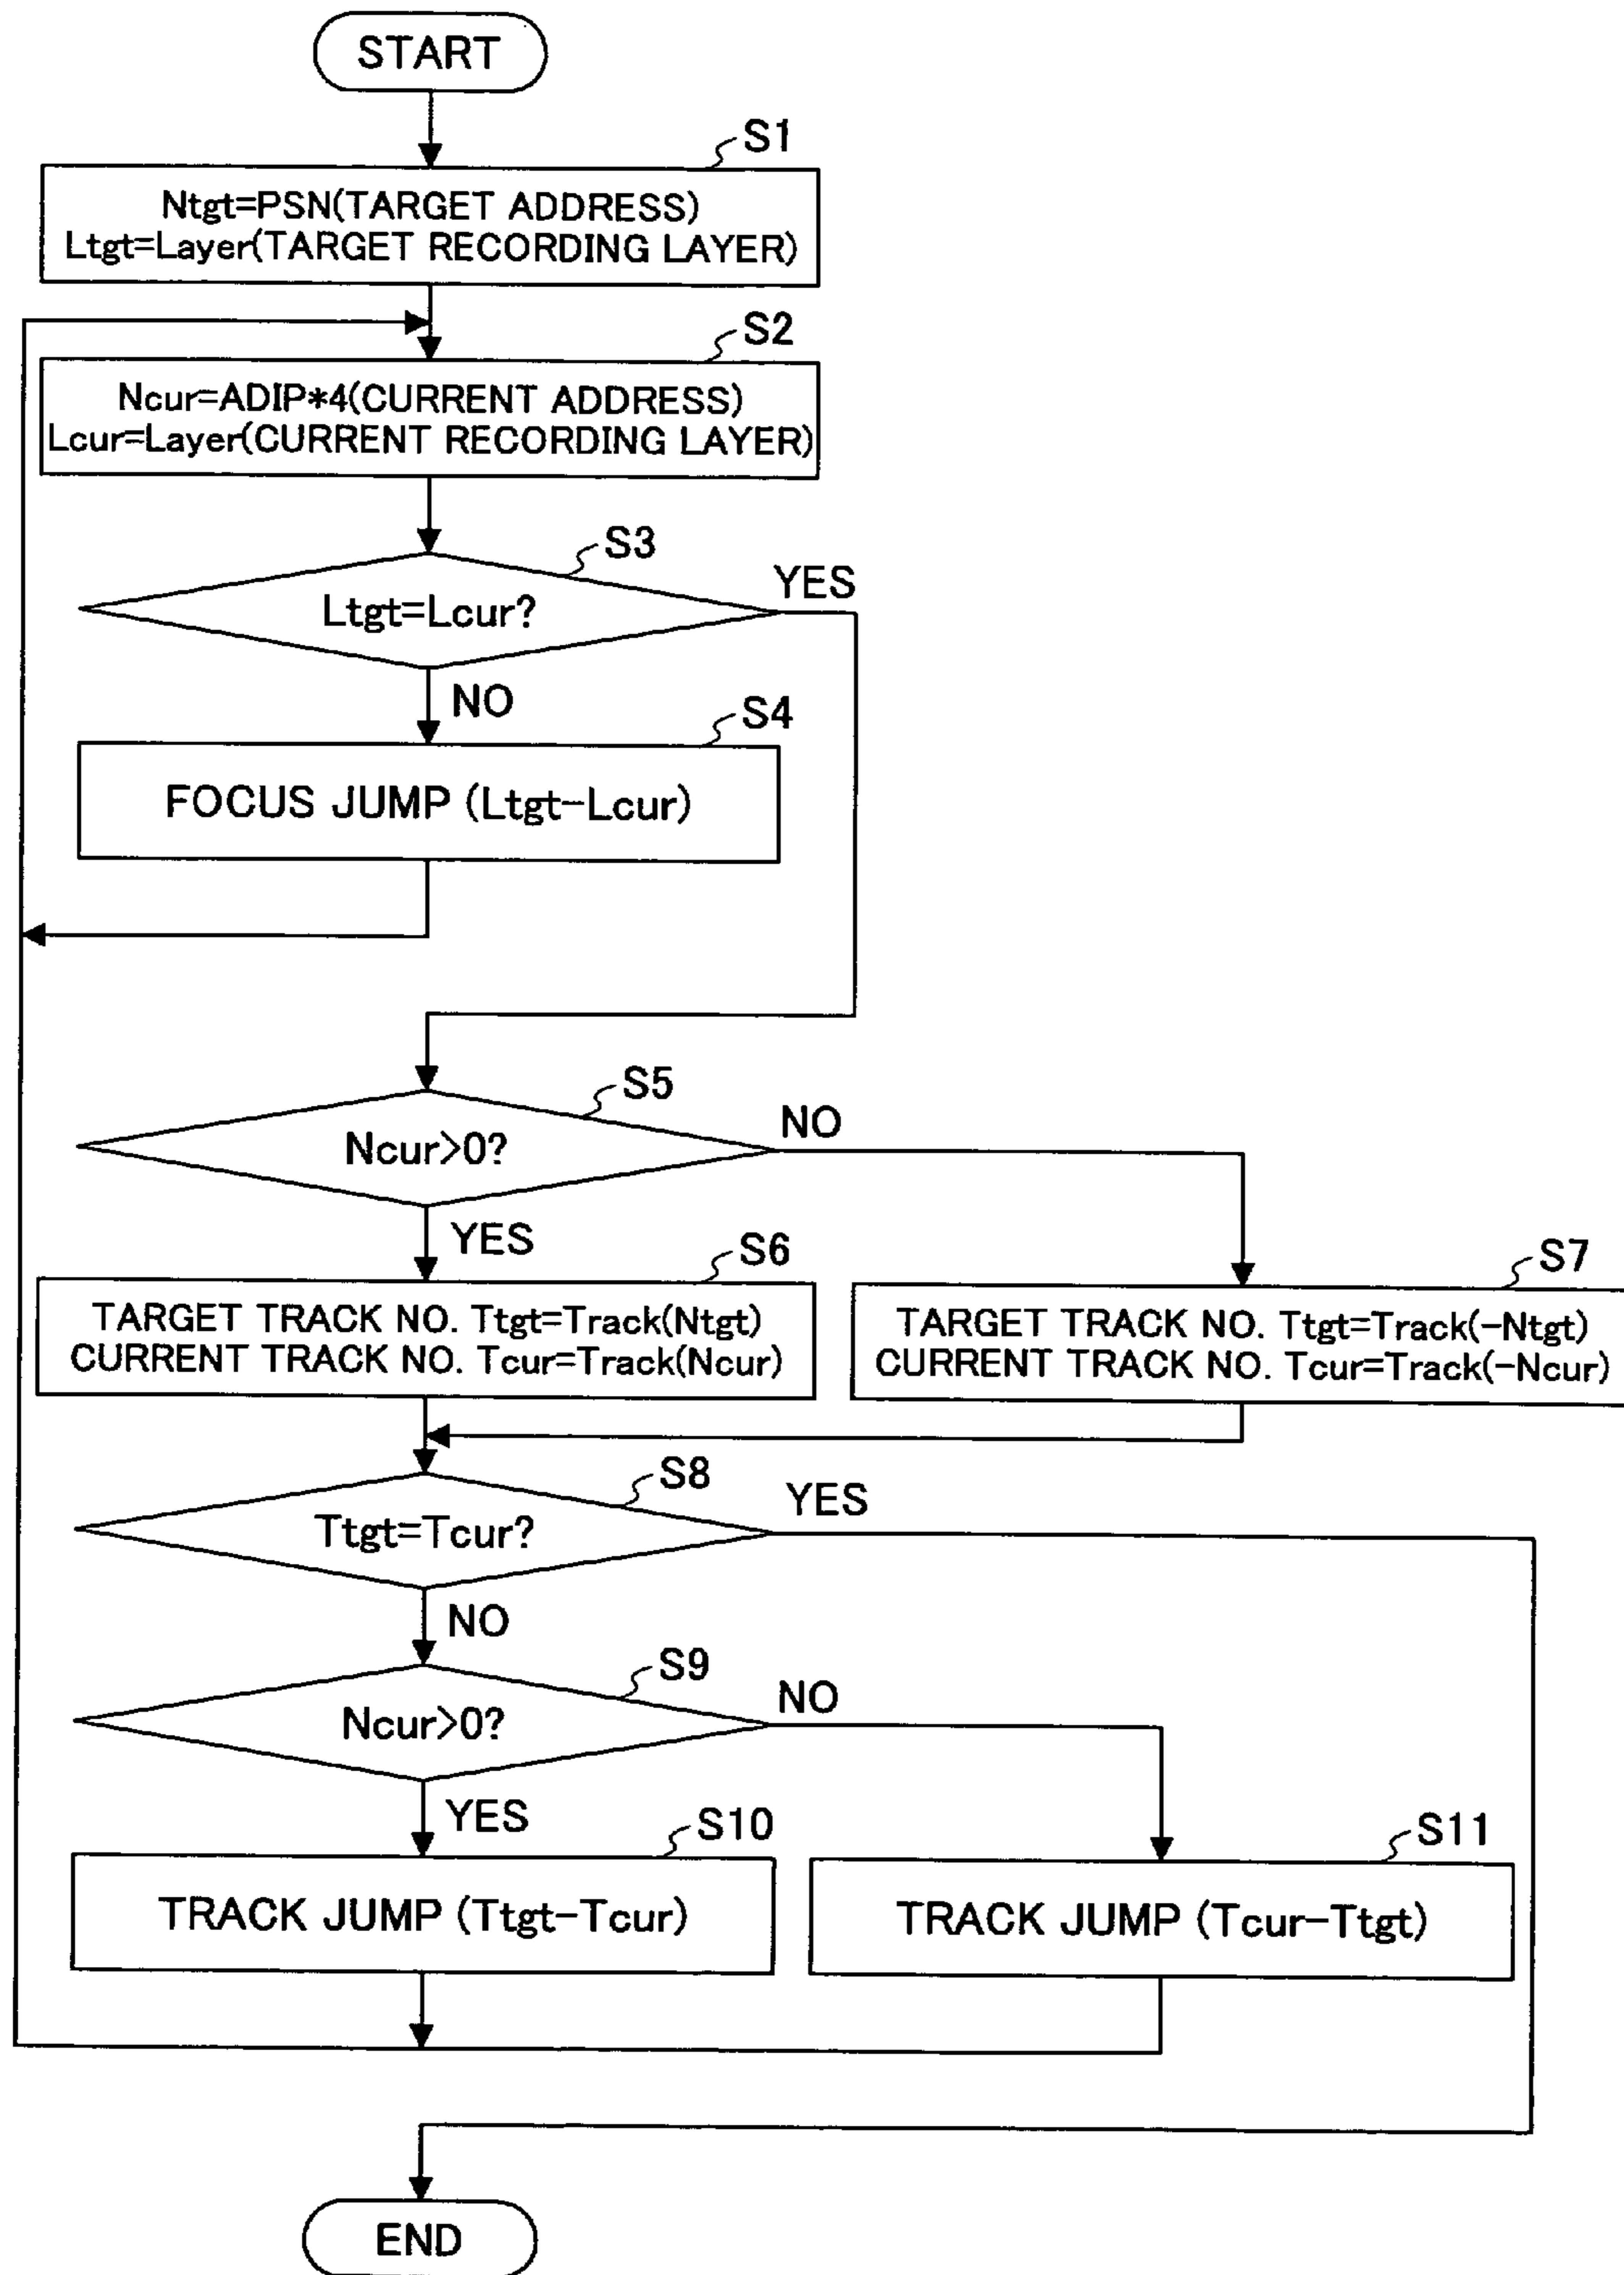 START
S1
Ntgt=PSN(TARGET ADDRESS)
Ltgt=Layer(TARGET RECORDING LAYER)
S2
Ncur=ADIP*4(CURRENT ADDRESS)
Lcur=Layer(CURRENT RECORDING LAYER)
S3
YES
Ltgt=Lcur?
NO
S4
FOCUS JUMP (Ltgt-Lcur)
S5
NO
Ncur>0?
YES
S6
S7
TARGET TRACK NO. Ttgt=Track(Ntgt)
CURRENT TRACK NO. Tcur=Track(Ncur)
TARGET TRACK NO. Ttgt=Track(-Ntgt)
CURRENT TRACK NO. Tcur=Track(-Ncur)
S8
YES
Ttgt=Tcur?
NO
S9
NO
Ncur>0?
YES
S10
S11
TRACK JUMP (Ttgt-Tcur)
TRACK JUMP (Tcur-Ttgt)
END